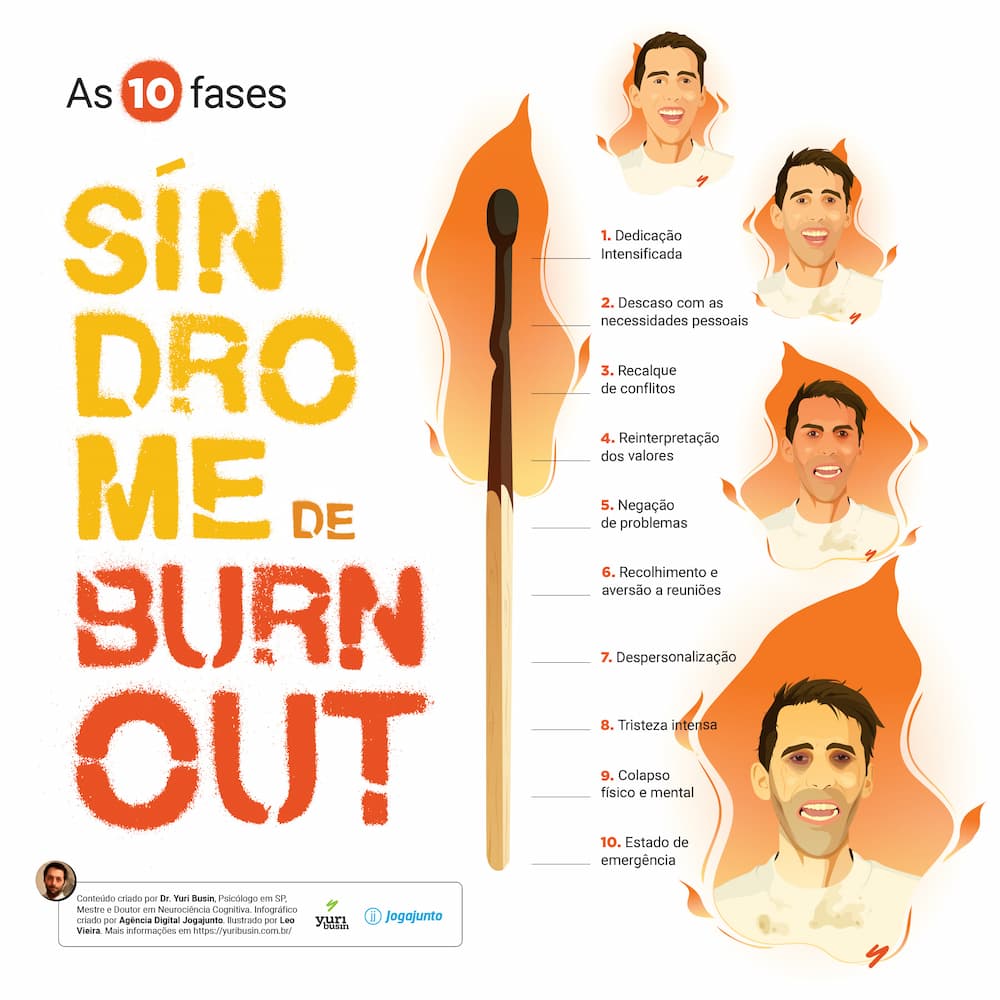 As 10 fases
SÍN
DRO
ME DE
BURN
OUT
1. Dedicação
Intensificada
2. Descaso com as
necessidades pessoais
3. Recalque
de conflitos
4. Reinterpretação
dos valores
5. Negação
de problemas
6. Recolhimento e
aversão a reuniões
7. Despersonalização
8. Tristeza intensa
9. Colapso
físico e mental
10. Estado de
emergência
Conteúdo criado por Dr. Yuri Busin, Psicólogo em SP,
Mestre e Doutor em Neurociência Cognitiva. Infográfico
criado por Agência Digital Jogajunto. Ilustrado por Leo
Vieira. Mais informações em https://yuribusin.com.br/
yuri
busin
jj Jogajunto